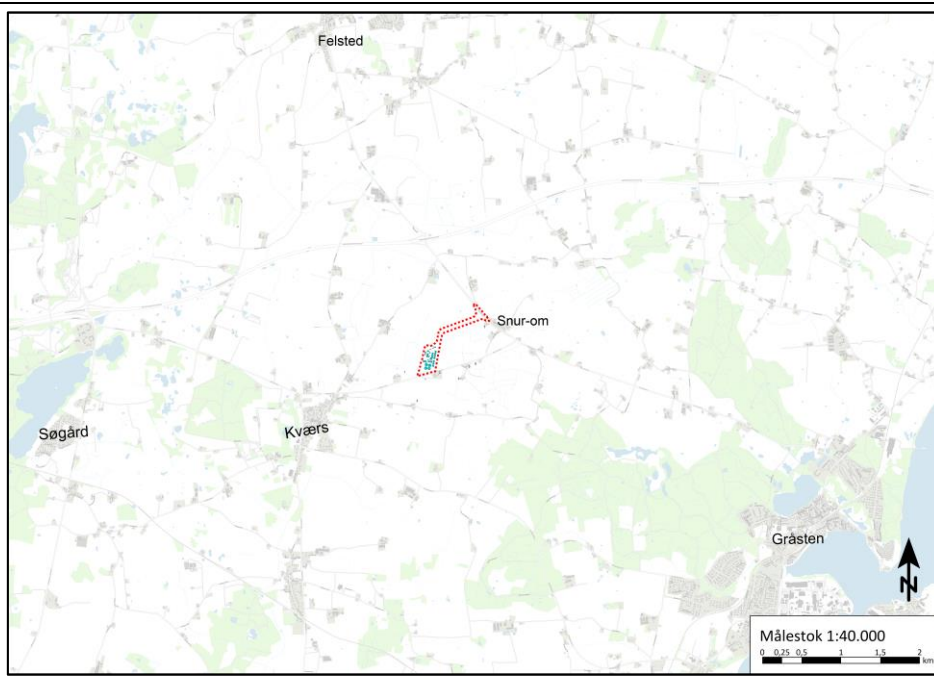 Felsted
Snur-om
Kværs
Søgård
Gråsten
N
Målestok 1:40.000
0 0,25 0,5 1 1,5 2
km